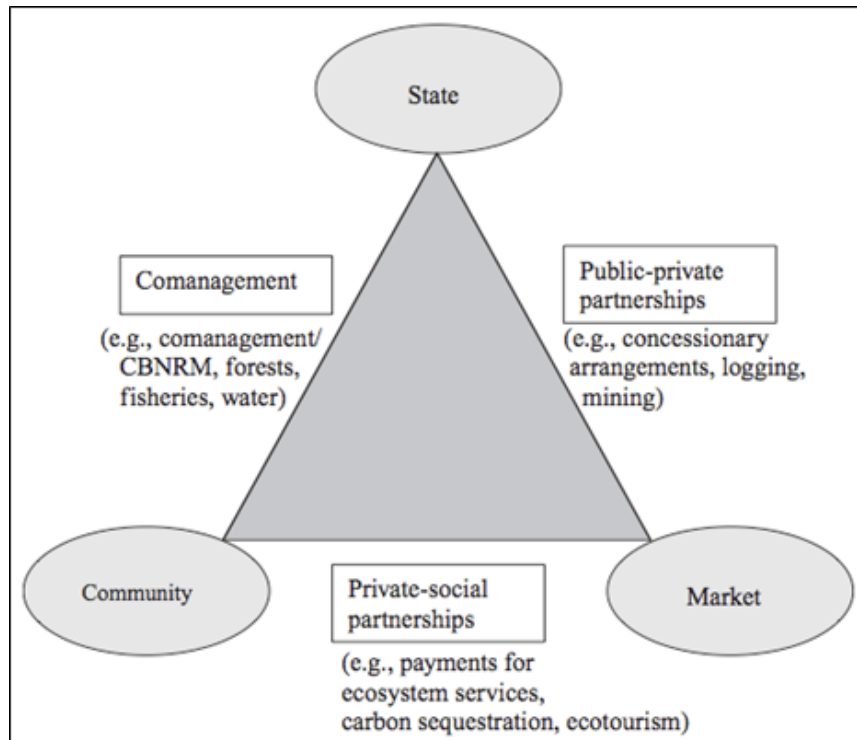 State
Comanagement
(e.g., comanagement/
CBNRM, forests,
fisheries, water)
Public-private
partnerships
(e.g., concessionary
arrangements, logging,
mining)
Community
Private-social
partnerships
(e.g., payments for
ecosystem services,
carbon sequestration, ecotourism)
Market